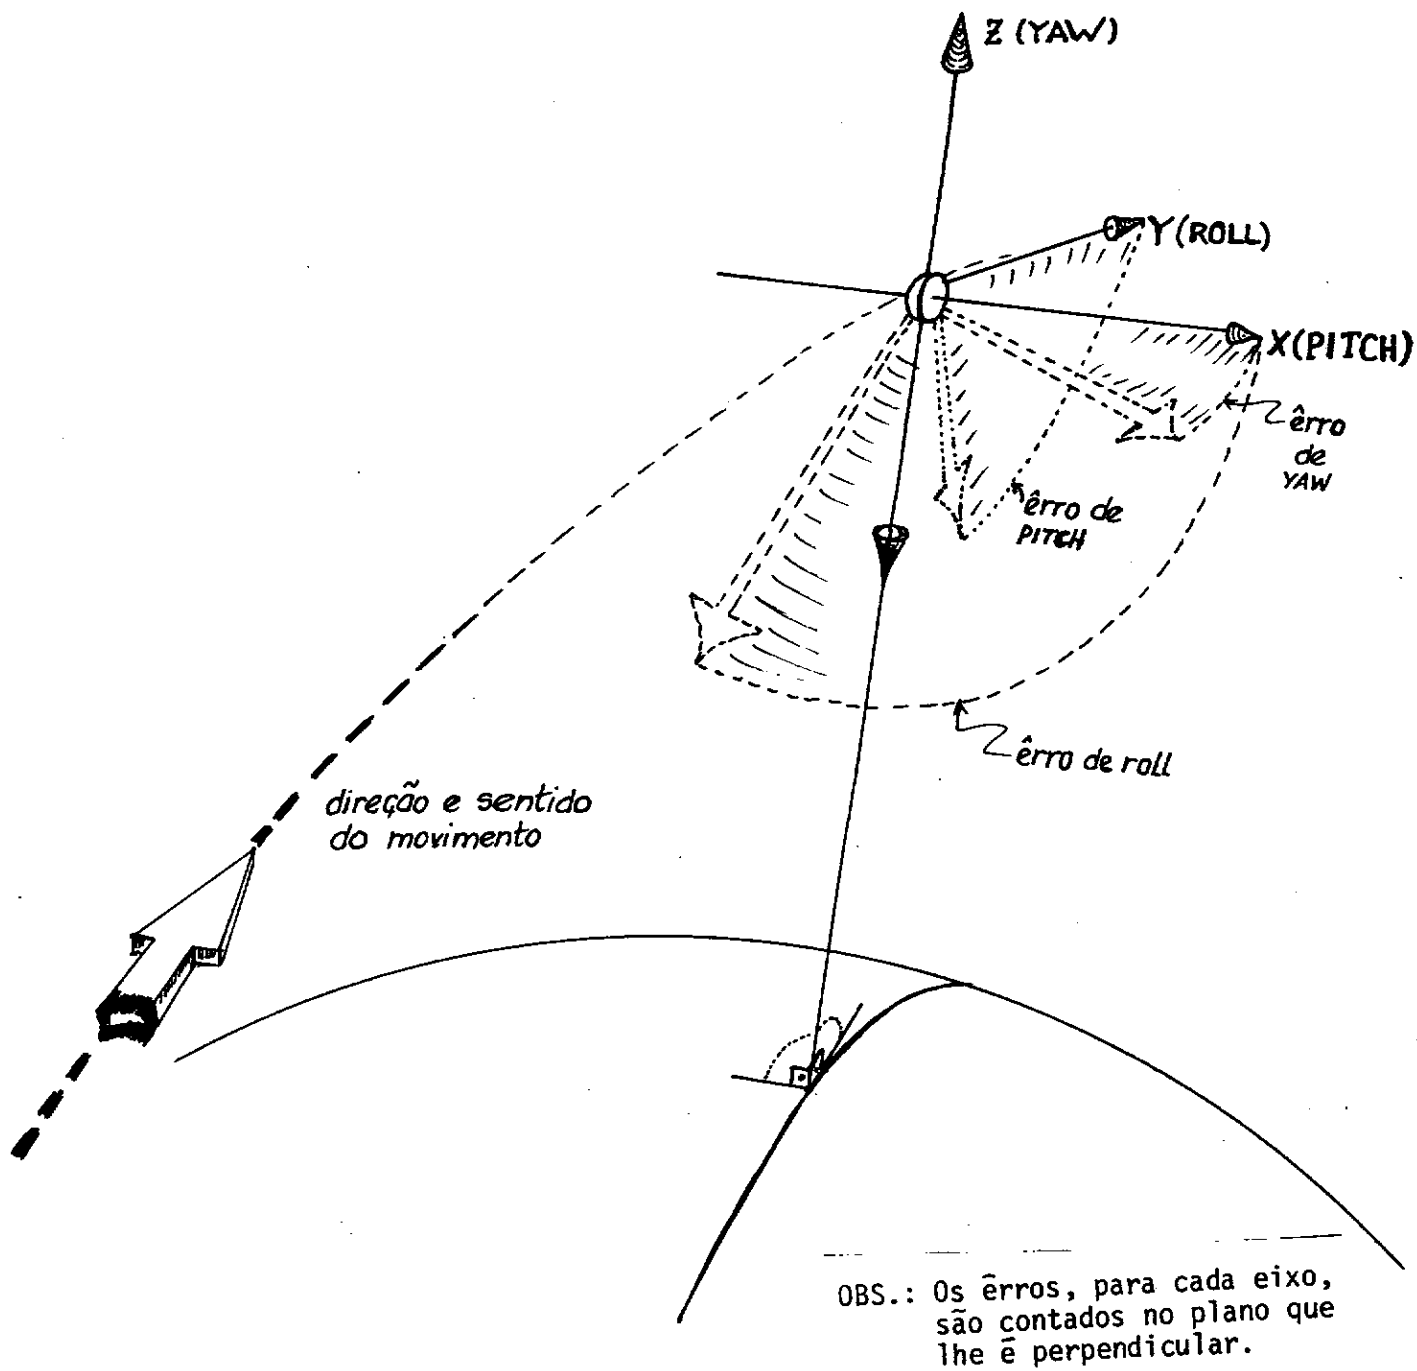 Z (YAW)
Y (ROLL)
X (PITCH)
êrro
de
YAW
êrro de
PITCH
êrro de roll
direção e sentido
do movimento
OBS.: Os ērros, para cada eixo,
são contados no plano que
lhe ē perpendicular.